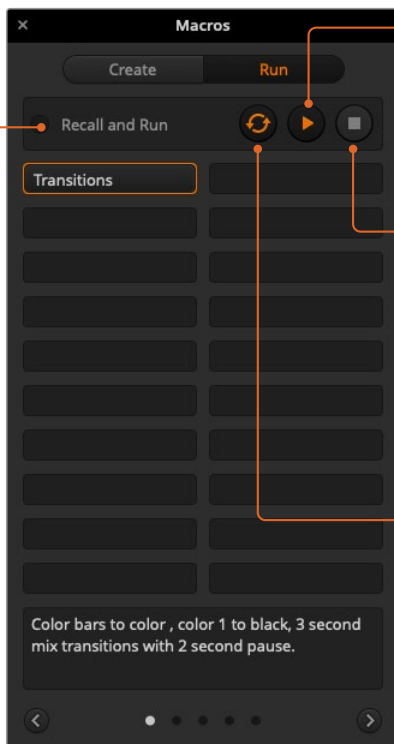 Macros
Create
Run
Recall and Run
Transitions
Color bars to color , color 1 to black, 3 second
mix transitions with 2 second pause.